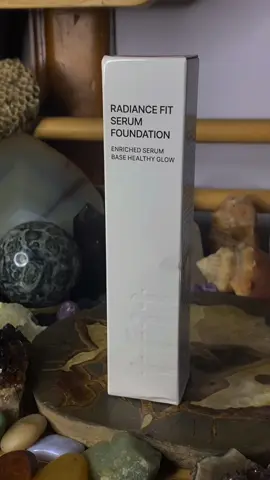 RADIANCE FIT
SERUM
FOUNDATION
ENRICHED SERUM
BASE HEALTHY GLOW